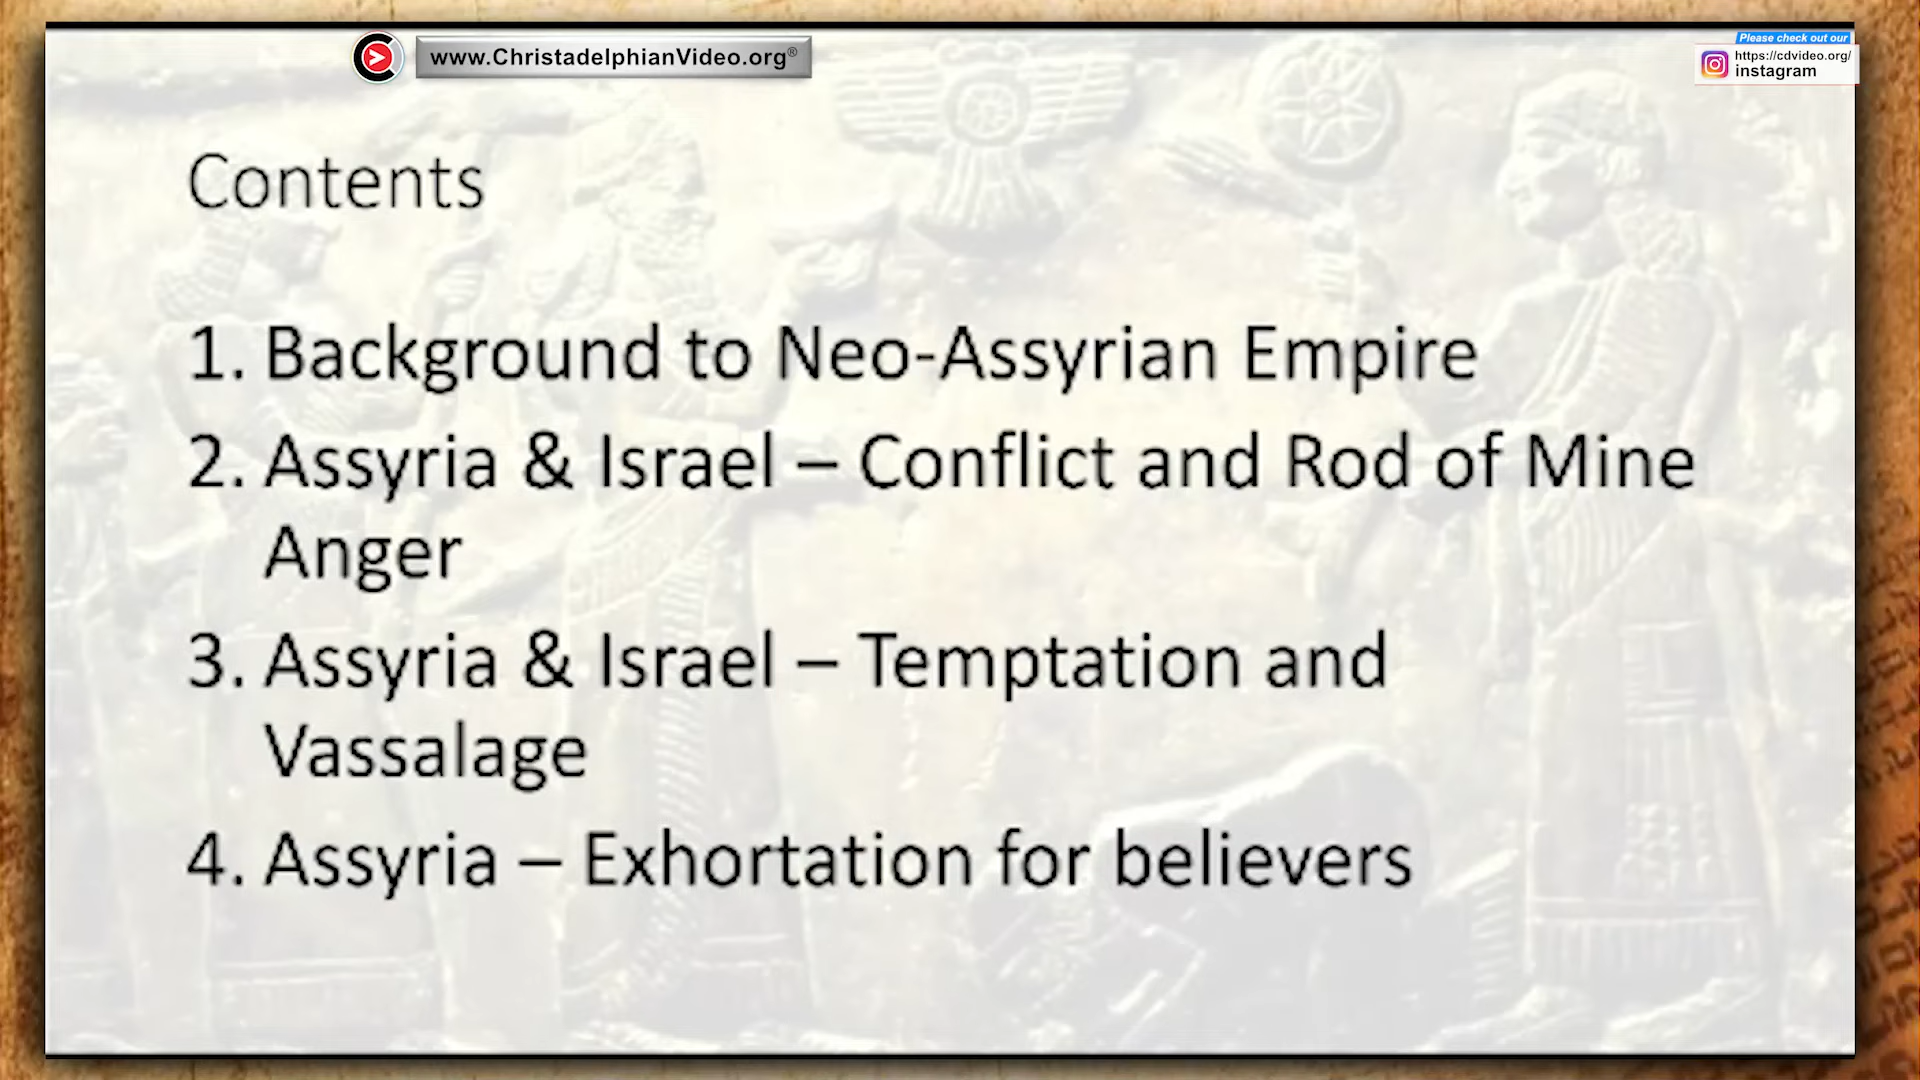 www.ChristadelphianVideo.org®
Please check out our
https://cdvideo.org/
instagram
Contents
1. Background to Neo-Assyrian Empire
2. Assyria & Israel – Conflict and Rod of Mine
Anger
3. Assyria & Israel – Temptation and
Vassalage
4. Assyria – Exhortation for believers